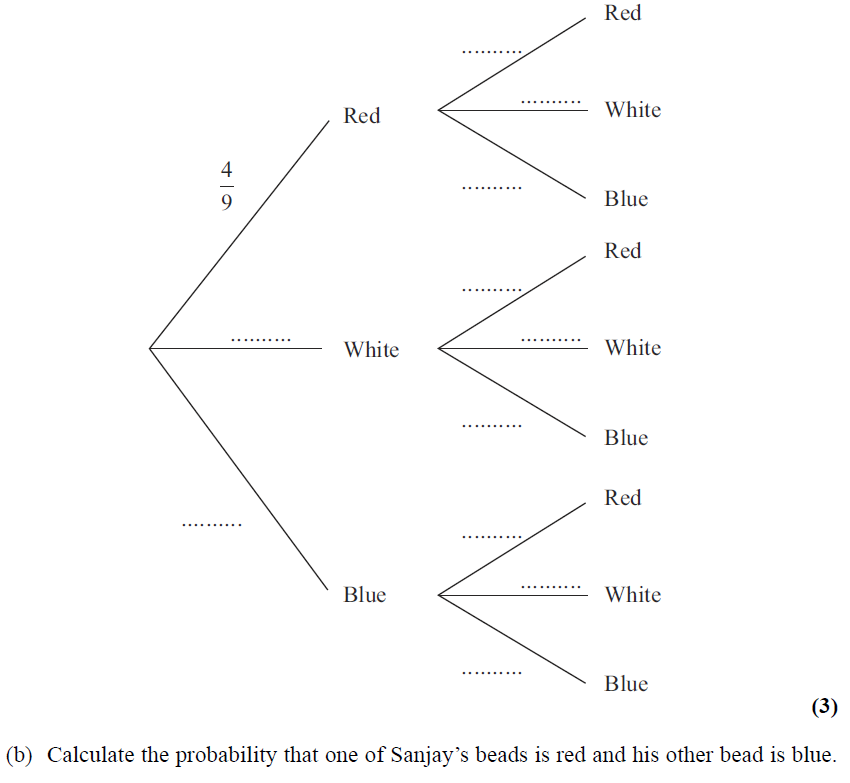 Red
..........
..........
White
Red
4
9
..........
Blue
Red
..........
..........
..........
White
White
..........
Blue
Red
..........
..........
..........
Blue
White
..........
Blue
(3)
(b) Calculate the probability that one of Sanjay's beads is red and his other bead is blue.